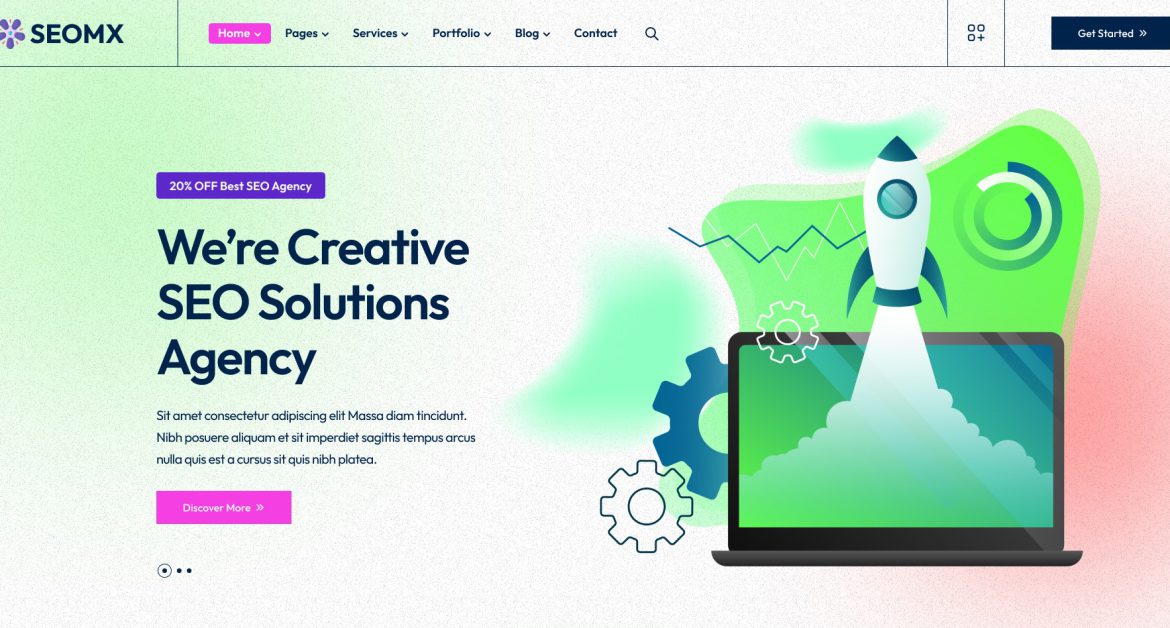 SEOMX
Home Pages Services Portfolio Blog Contact
Get Started
20% OFF Best SEO Agency
We're Creative
SEO Solutions
Agency
Sit amet consectetur adipiscing elit Massa diam tincidunt.
Nibh posuere aliquam et sit imperdiet sagittis tempus arcus
nulla quis est a cursus sit quis nibh platea.
Discover More